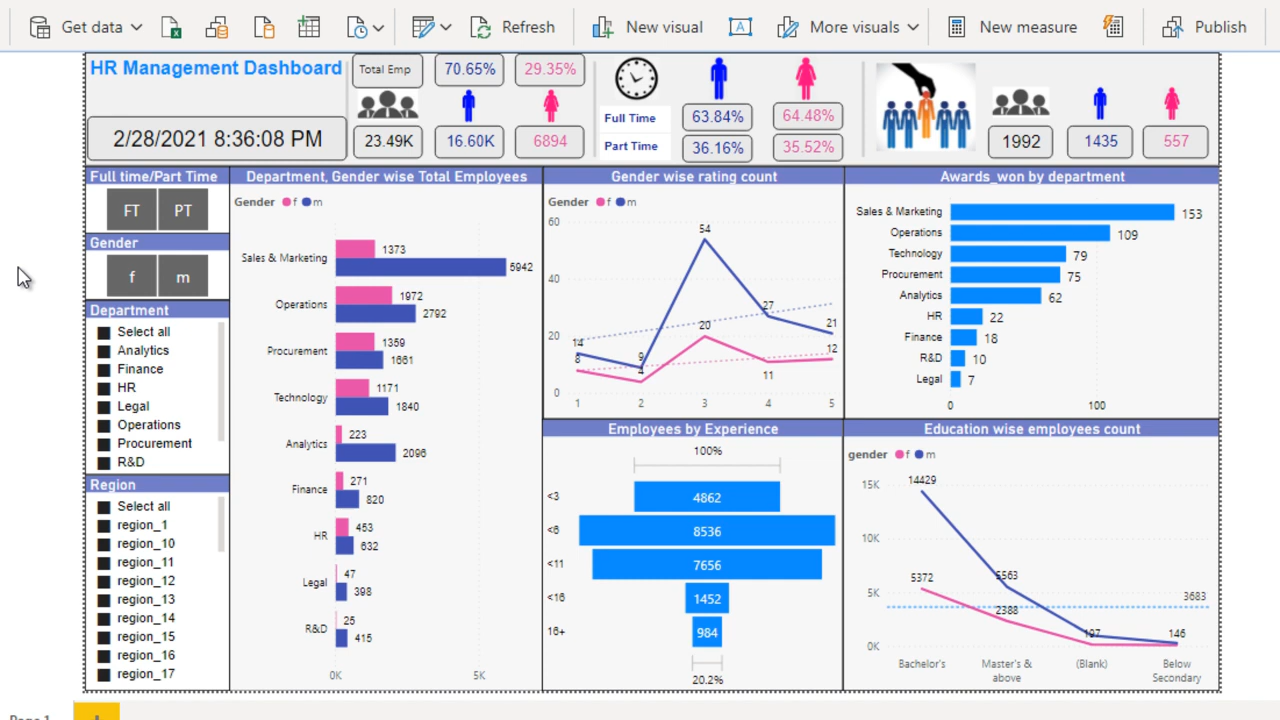 Get data
Refresh
New visual
More visuals
New measure
Publish
HR Management Dashboard
2/28/2021 8:36:08 PM
Total Emp
70.65%
29.35%
23.49K
16.60K
6894
Full Time
63.84%
64.48%
Part Time
36.16%
35.52%
1992
1435
557
Full time/Part Time
FT
PT
Gender
f
m
Department
Select all
Analytics
Finance
HR
Legal
Operations
Procurement
R&D
Region
Select all
region_1
region_10
region_11
region_12
region_13
region_14
region_15
region_16
region_17
Department, Gender wise Total Employees
Gender f m
Sales & Marketing 1373 5942
Operations 1972 2792
Procurement 1359 1661
Technology 1171 1840
Analytics 223 2096
Finance 271 820
HR 453 632
Legal 47 398
R&D 25 415
0K 5K
Gender wise rating count
Gender f m
60
40
20
0
14
8
9
4
54
20
27
11
21
12
1 2 3 4 5
Awards_won by department
Sales & Marketing 153
Operations 109
Technology 79
Procurement 75
Analytics 62
HR 22
Finance 18
R&D 10
Legal 7
0 100
Employees by Experience
100%
<3 4862
<6 8536
<11 7656
<16 1452
16+ 984
20.2%
Education wise employees count
gender f m
15K
10K
5K
0K
14429
5372
5563
2388
197
146
3683
Bachelor's
Master's &
above
(Blank)
Below
Secondary